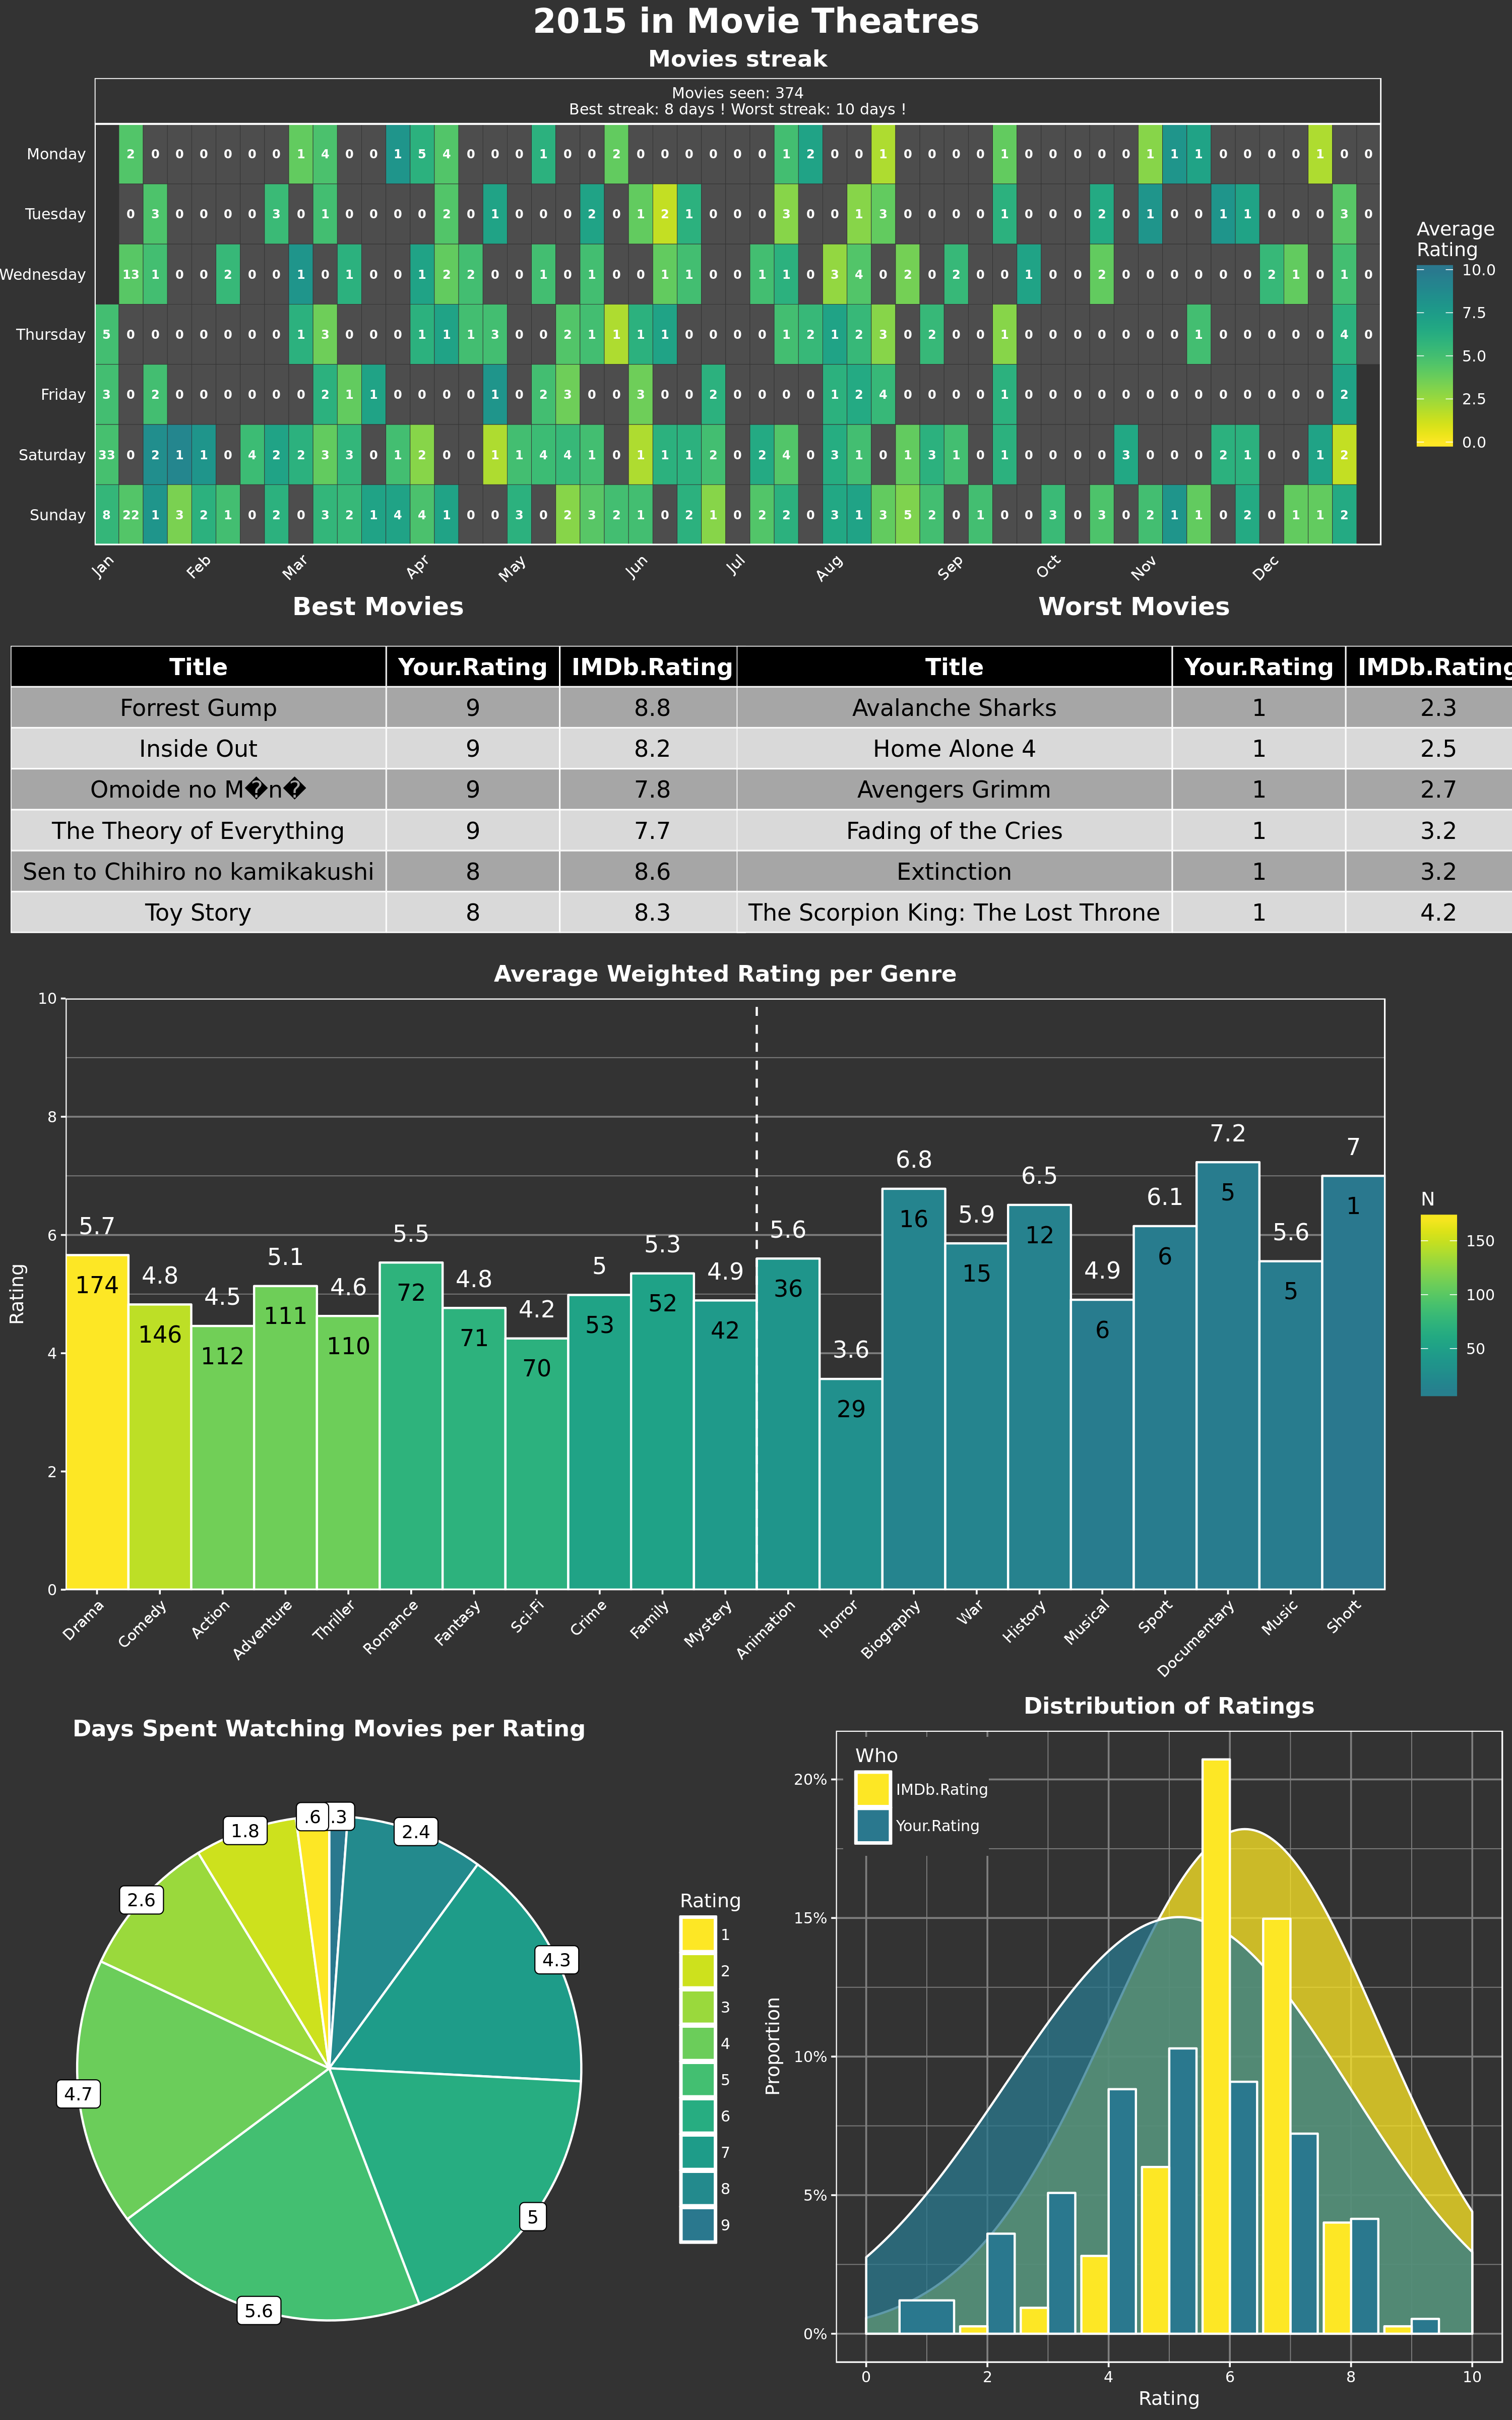 2015 in Movie Theatres
Movies streak
Movies seen: 374
Best streak: 8 days ! Worst streak: 10 days !
Monday 2 0 0 0 0 0 0 1 4 0 0 1 5 4 0 0 0 1 0 0 2 0 0 0 0 0 0 1 2 0 0 1 0 0 0 0 1 0 0 0 0 0 1 1 1 0 0 0 0 1 0 0
Tuesday 0 3 0 0 0 0 3 0 1 0 0 0 0 2 0 1 0 0 0 2 0 1 2 1 0 0 0 3 0 0 1 3 0 0 0 0 1 0 0 0 2 0 1 0 0 1 1 0 0 0 3 0
Wednesday 13 1 0 0 2 0 0 1 0 1 0 0 1 2 2 0 0 1 0 1 0 0 1 1 0 0 1 1 0 3 4 0 2 0 2 0 0 1 0 0 2 0 0 0 0 0 0 2 1 0 1 0
Thursday 5 0 0 0 0 0 0 0 1 3 0 0 0 1 1 1 3 0 0 2 1 1 1 1 0 0 0 0 1 2 1 2 3 0 2 0 0 1 0 0 0 0 0 0 0 1 0 0 0 0 0 4 0
Friday 3 0 2 0 0 0 0 0 0 2 1 1 0 0 0 0 1 0 2 3 0 0 3 0 0 2 0 0 0 0 1 2 4 0 0 0 0 1 0 0 0 0 0 0 0 0 0 0 0 0 0 2
Saturday 33 0 2 1 1 0 4 2 2 3 3 0 1 2 0 0 1 1 4 4 1 0 1 1 1 2 0 2 4 0 3 1 0 1 3 1 0 1 0 0 0 0 3 0 0 0 2 1 0 0 1 2
Sunday 8 22 1 3 2 1 0 2 0 3 2 1 4 4 1 0 0 3 0 2 3 2 1 0 2 1 0 2 2 0 3 1 3 5 2 0 1 0 0 3 0 3 0 2 1 1 0 2 0 1 1 2
Jan Feb Mar Apr May Jun Jul Aug Sep Oct Nov Dec
Average
Rating
10.0
7.5
5.0
2.5
0.0
Best Movies
Title Your.Rating IMDb.Rating
Forrest Gump 9 8.8
Inside Out 9 8.2
Omoide no M�n� 9 7.8
The Theory of Everything 9 7.7
Sen to Chihiro no kamikakushi 8 8.6
Toy Story 8 8.3
Worst Movies
Title Your.Rating IMDb.Rating
Avalanche Sharks 1 2.3
Home Alone 4 1 2.5
Avengers Grimm 1 2.7
Fading of the Cries 1 3.2
Extinction 1 3.2
The Scorpion King: The Lost Throne 1 4.2
Average Weighted Rating per Genre
Rating
10
8
6
4
2
0
5.7 4.8 4.5 5.1 4.6 5.5 4.8 4.2 5 5.3 4.9 5.6 3.6 6.8 5.9 6.5 4.9 6.1 7.2 5.6 7
174 146 112 111 110 72 71 70 53 52 42 36 29 16 15 12 6 6 5 5 1
Drama Comedy Action Adventure Thriller Romance Fantasy Sci-Fi Crime Family Mystery Animation Horror Biography War History Musical Sport Documentary Music Short
N
150
100
50
Days Spent Watching Movies per Rating
.6
.3
2.4
4.3
5
5.6
4.7
2.6
1.8
Rating
1
2
3
4
5
6
7
8
9
Distribution of Ratings
Who
IMDb.Rating
Your.Rating
Proportion
20%
15%
10%
5%
0%
0 2 4 6 8 10
Rating